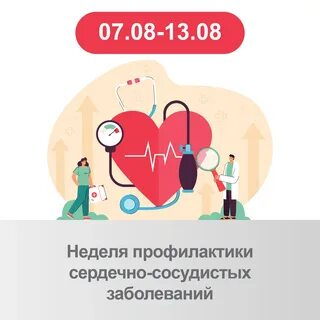 07.08-13.08
Неделя профилактики
сердечно-сосудистых
заболеваний